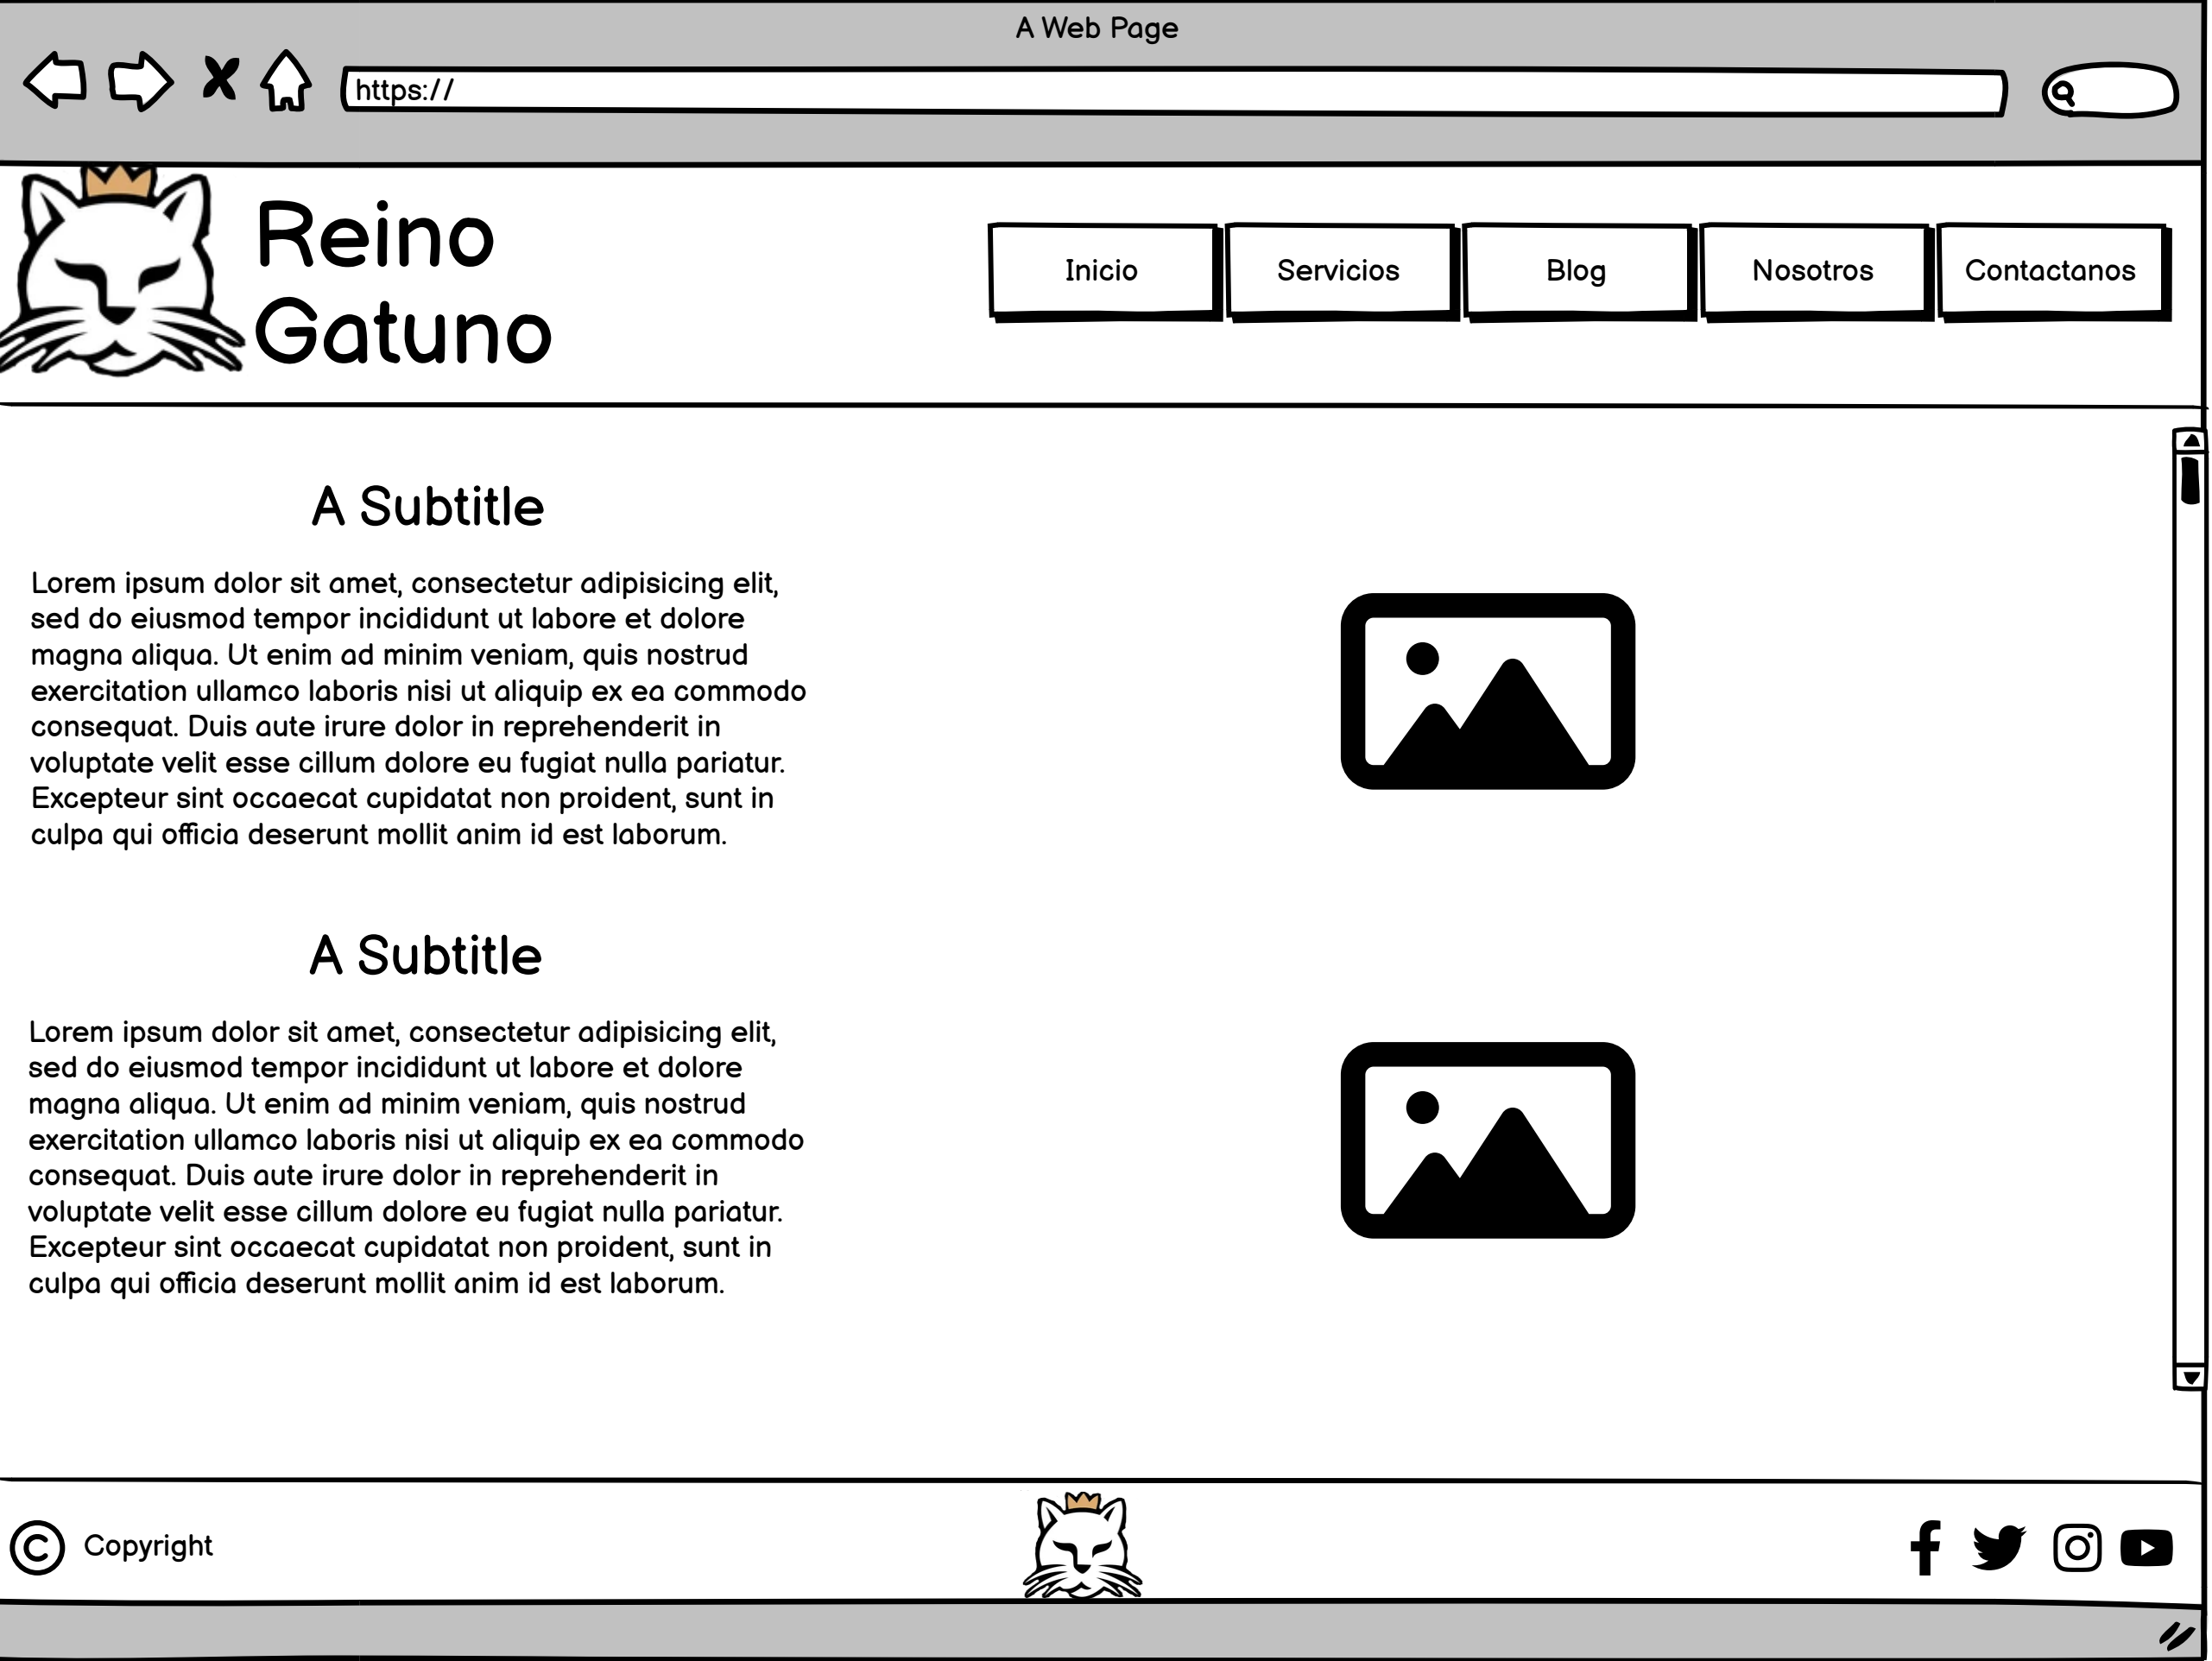 A Web Page
https://
Reino
Gatuno
Inicio
Servicios
Blog
Nosotros
Contactanos
A Subtitle
Lorem ipsum dolor sit amet, consectetur adipisicing elit,
sed do eiusmod tempor incididunt ut labore et dolore
magna aliqua. Ut enim ad minim veniam, quis nostrud
exercitation ullamco laboris nisi ut aliquip ex ea commodo
consequat. Duis aute irure dolor in reprehenderit in
voluptate velit esse cillum dolore eu fugiat nulla pariatur.
Excepteur sint occaecat cupidatat non proident, sunt in
culpa qui officia deserunt mollit anim id est laborum.
A Subtitle
Lorem ipsum dolor sit amet, consectetur adipisicing elit,
sed do eiusmod tempor incididunt ut labore et dolore
magna aliqua. Ut enim ad minim veniam, quis nostrud
exercitation ullamco laboris nisi ut aliquip ex ea commodo
consequat. Duis aute irure dolor in reprehenderit in
voluptate velit esse cillum dolore eu fugiat nulla pariatur.
Excepteur sint occaecat cupidatat non proident, sunt in
culpa qui officia deserunt mollit anim id est laborum.
© Copyright